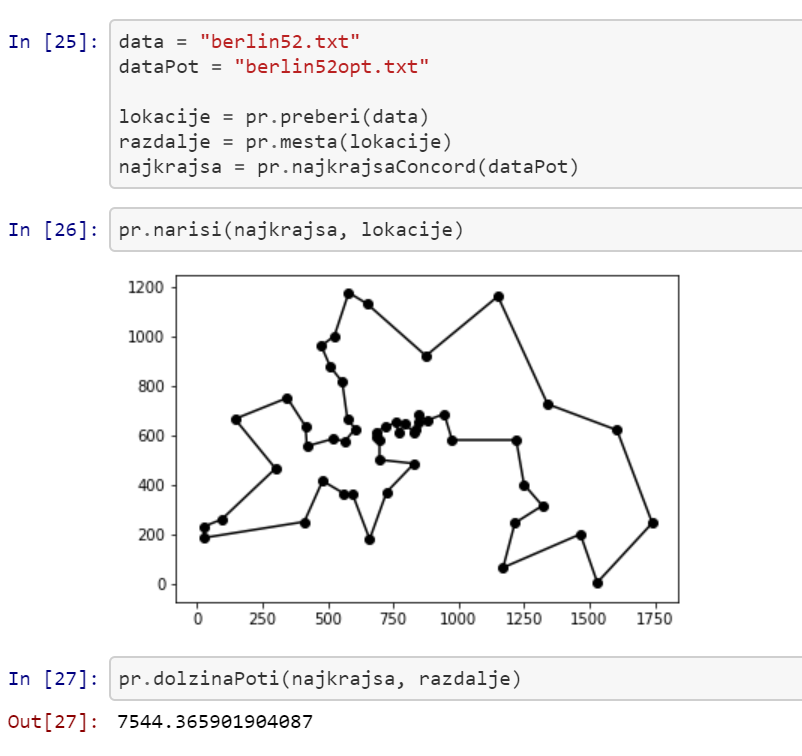 In [25]: data = "berlin52.txt"
dataPot = "berlin52opt.txt"
lokacije = pr.preberi(data)
razdalje = pr.mesta(lokacije)
najkrajsa = pr.najkrajsaConcord(dataPot)
In [26]: pr.narisi(najkrajsa, lokacije)
1200
1000
800
600
400
200
0
0 250 500 750 1000 1250 1500 1750
In [27]: pr.dolzinaPoti(najkrajsa, razdalje)
Out[27]: 7544.365901904087